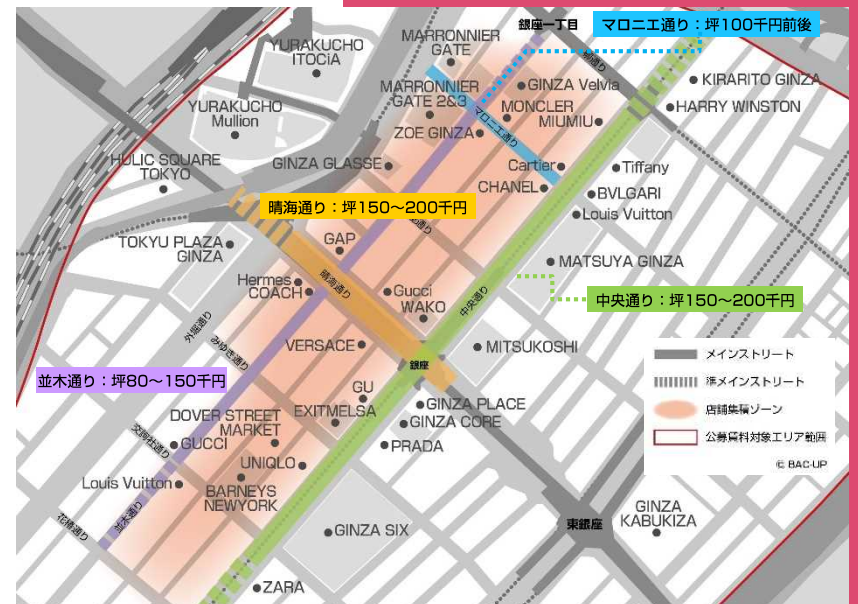 銀座一丁目
マロニエ通り：坪100千円前後
MARRONNIER
GATE
YURAKUCHO
ITOCiA
KIRARITO GINZA
GINZA Velvia
MARRONNIER
GATE 2&3
YURAKUCHO
Mullion
MONCLER
MIUMIU
HARRY WINSTON
マロニエ通り
ZOE GINZA
HULIC SQUARE
TOKYO
GINZA GLASSE
Cartier
Tiffany
CHANEL
BVLGARI
Louis Vuitton
晴海通り：坪150～200千円
TOKYU PLAZA
GINZA
GAP
MATSUYA GINZA
晴海通り
Hermes
COACH
Gucci
WAKO
中央通り
中央通り：坪150～200千円
外堀通り
みゆき通り
VERSACE
MITSUKOSHI
銀座
メインストリート
準メインストリート
店舗集積ゾーン
公募賃料対象エリア範囲
© BAC-UP
並木通り：坪80～150千円
GU
EXITMELSA
GINZA PLACE
GINZA CORE
DOVER STREET
MARKET
交詢社通り
GUCCI
PRADA
UNIQLO
Louis Vuitton
BARNEYS
NEWYORK
花椿通り
並木通り
GINZA SIX
東銀座
GINZA
KABUKIZA
ZARA